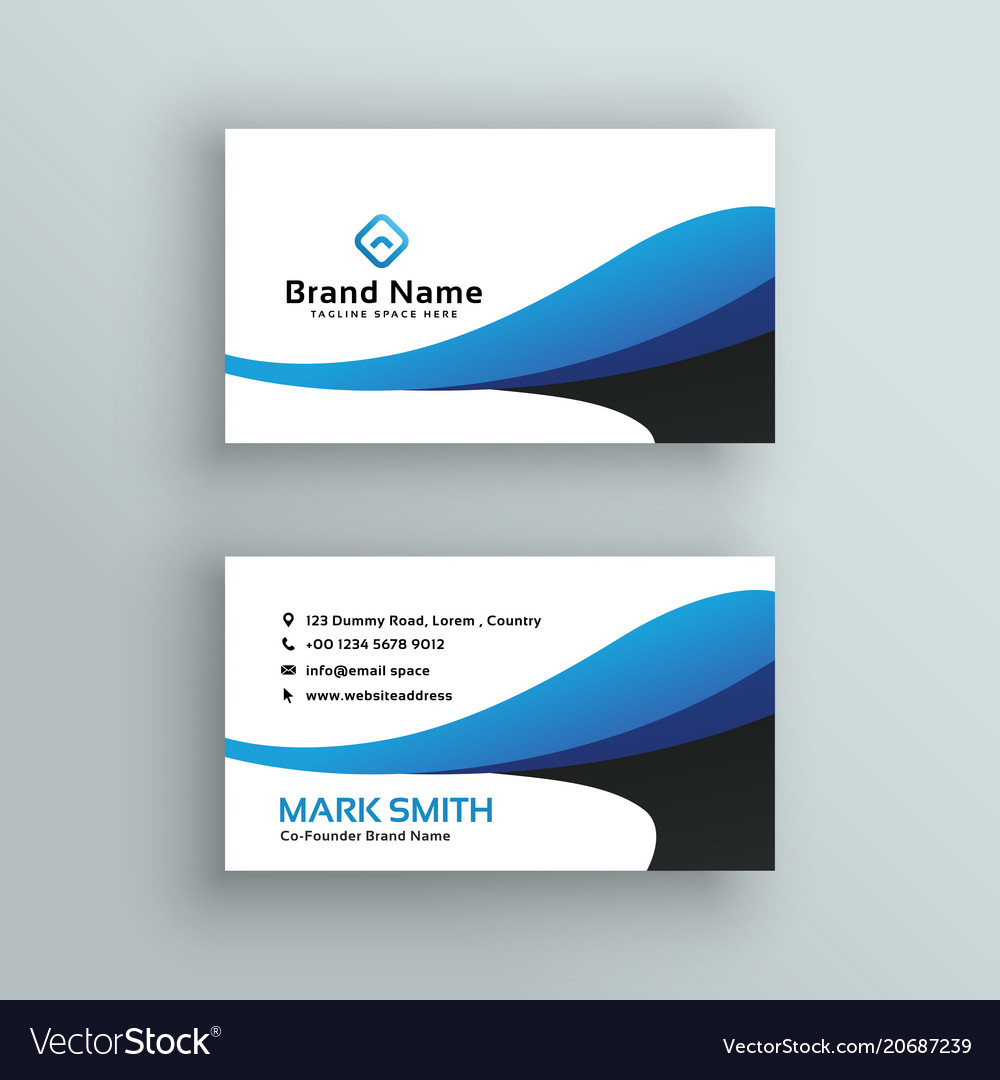 Brand Name
TAGLINE SPACE HERE
123 Dummy Road, Lorem , Country
+00 1234 5678 9012
info@email space
www.websiteaddress
MARK SMITH
Co-Founder Brand Name
VectorStock®
VectorStock.com/20687239